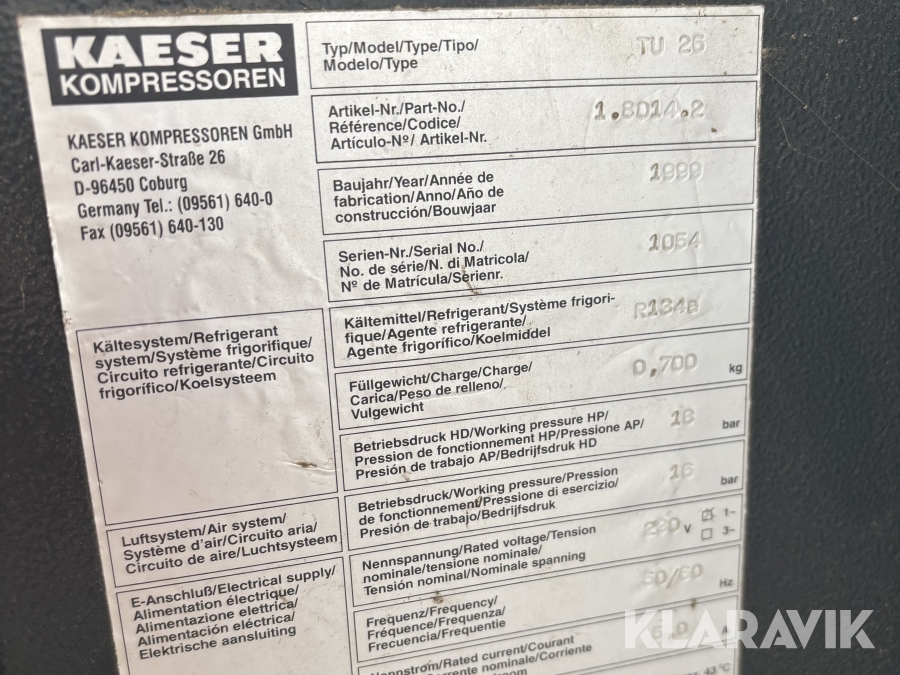 KAESER
KOMPRESSOREN
KAESER KOMPRESSOREN GmbH
Carl-Kaeser-Straße 26
D-96450 Coburg
Germany Tel.: (09561) 640-0
Fax (09561) 640-130
Typ/Model/Type/Tipo/
Modelo/Type
TU 26
Artikel-Nr./Part-No./
Référence/Codice/
Artículo-Nº/ Artikel-Nr.
1.8014.2
Baujahr/Year/Année de
fabrication/Anno/Año de
construcción/Bouwjaar
1999
Serien-Nr./Serial No./
No. de série/N. di Matricola/
Nº de Matrícula/Serienr.
1054
Kältesystem/Refrigerant
system/Système frigorifique/
Circuito refrigerante/Circuito
frigorífico/Koelsysteem
Kältemittel/Refrigerant/Système frigori-
fique/Agente refrigerante/
Agente frigorífico/Koelmiddel
R134a
Füllgewicht/Charge/Charge/
Carica/Peso de relleno/
Vulgewicht
0,700 kg
Betriebsdruck HD/Working pressure HP/
Pression de fonctionnement HP/Pressione AP/
Presión de trabajo AP/Bedrijfsdruk HD
bar
Luftsystem/Air system/
Système d'air/Circuito aria/
Circuito de aire/Luchtsysteem
Betriebsdruck/Working pressure/Pression
de fonctionnement/Pressione di esercizio/
Presión de trabajo/Bedrijfsdruk
16 bar
E-Anschluß/Electrical supply/
Alimentation électrique/
Alimentazione elettrica/
Alimentación eléctrica/
Elektrische aansluiting
Nennspannung/Rated voltage/Tension
nominale/tensione nominale/
Tensión nominal/Nominale spanning
V
1~
3~
Frequenz/Frequency/
Fréquence/Frequenza/
Frecuencia/Frequentie
50/60 Hz
Nennstrom/Rated current/Courant
nominale/Corriente
A
43 °C
KLARAVIK